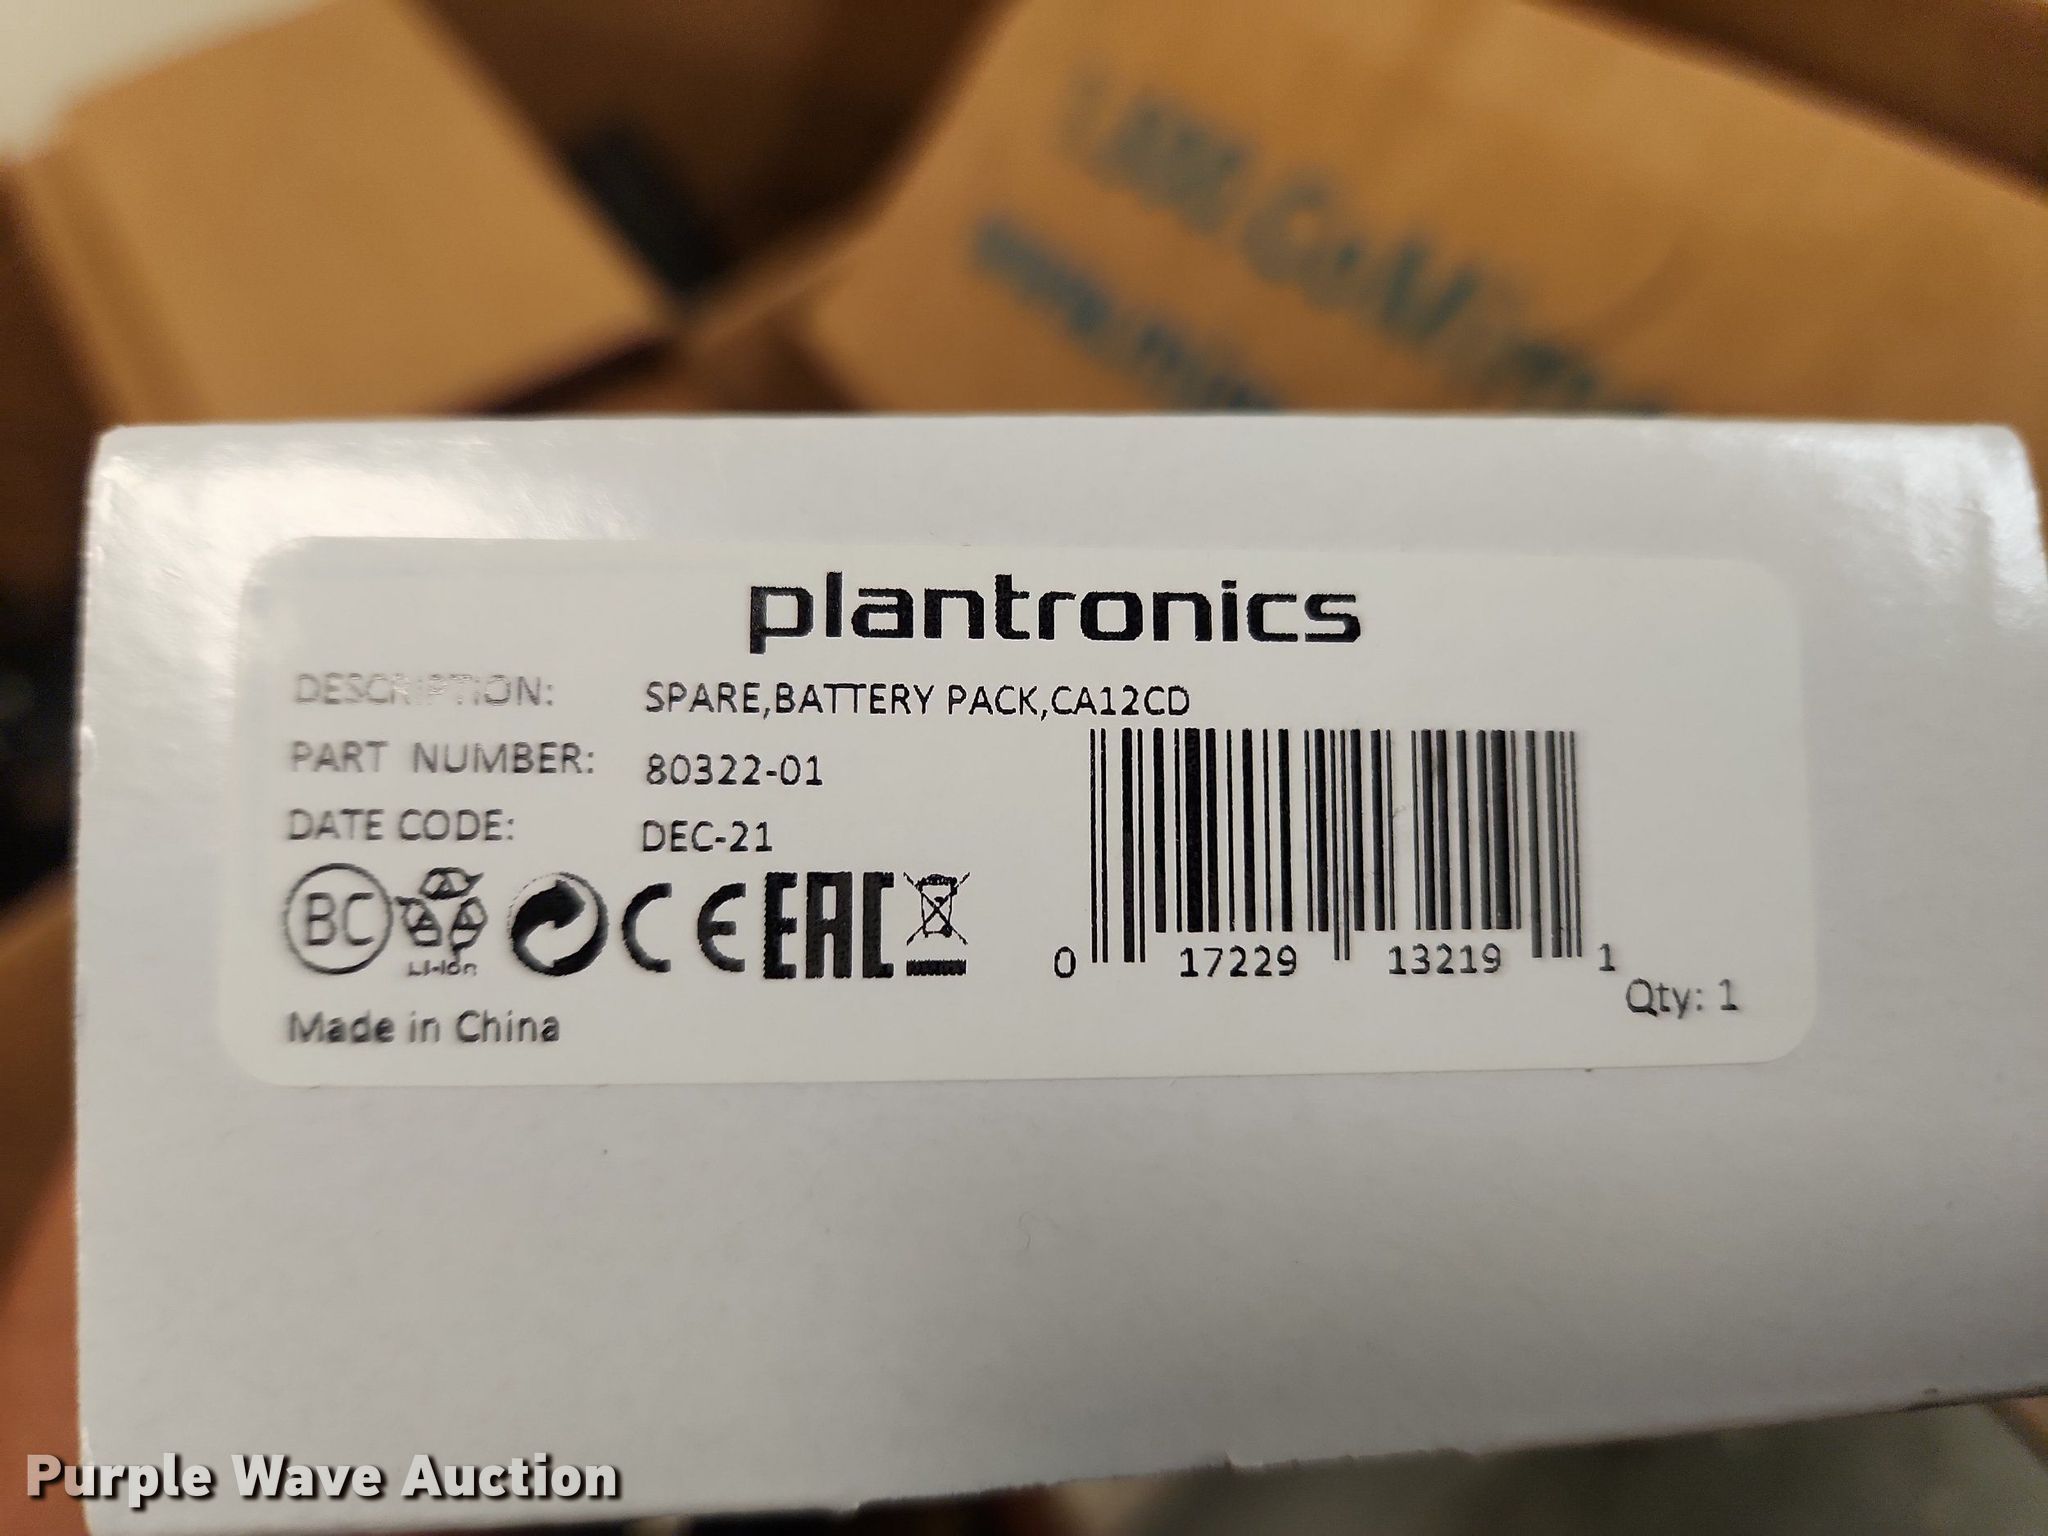 plantronics
DESCRIPTION: SPARE,BATTERY PACK,CA12CD
PART NUMBER: 80322-01
DATE CODE: DEC-21
BC Li-Ion CE EAC
0 17229 13219 1
Qty: 1
Made in China
Purple Wave Auction